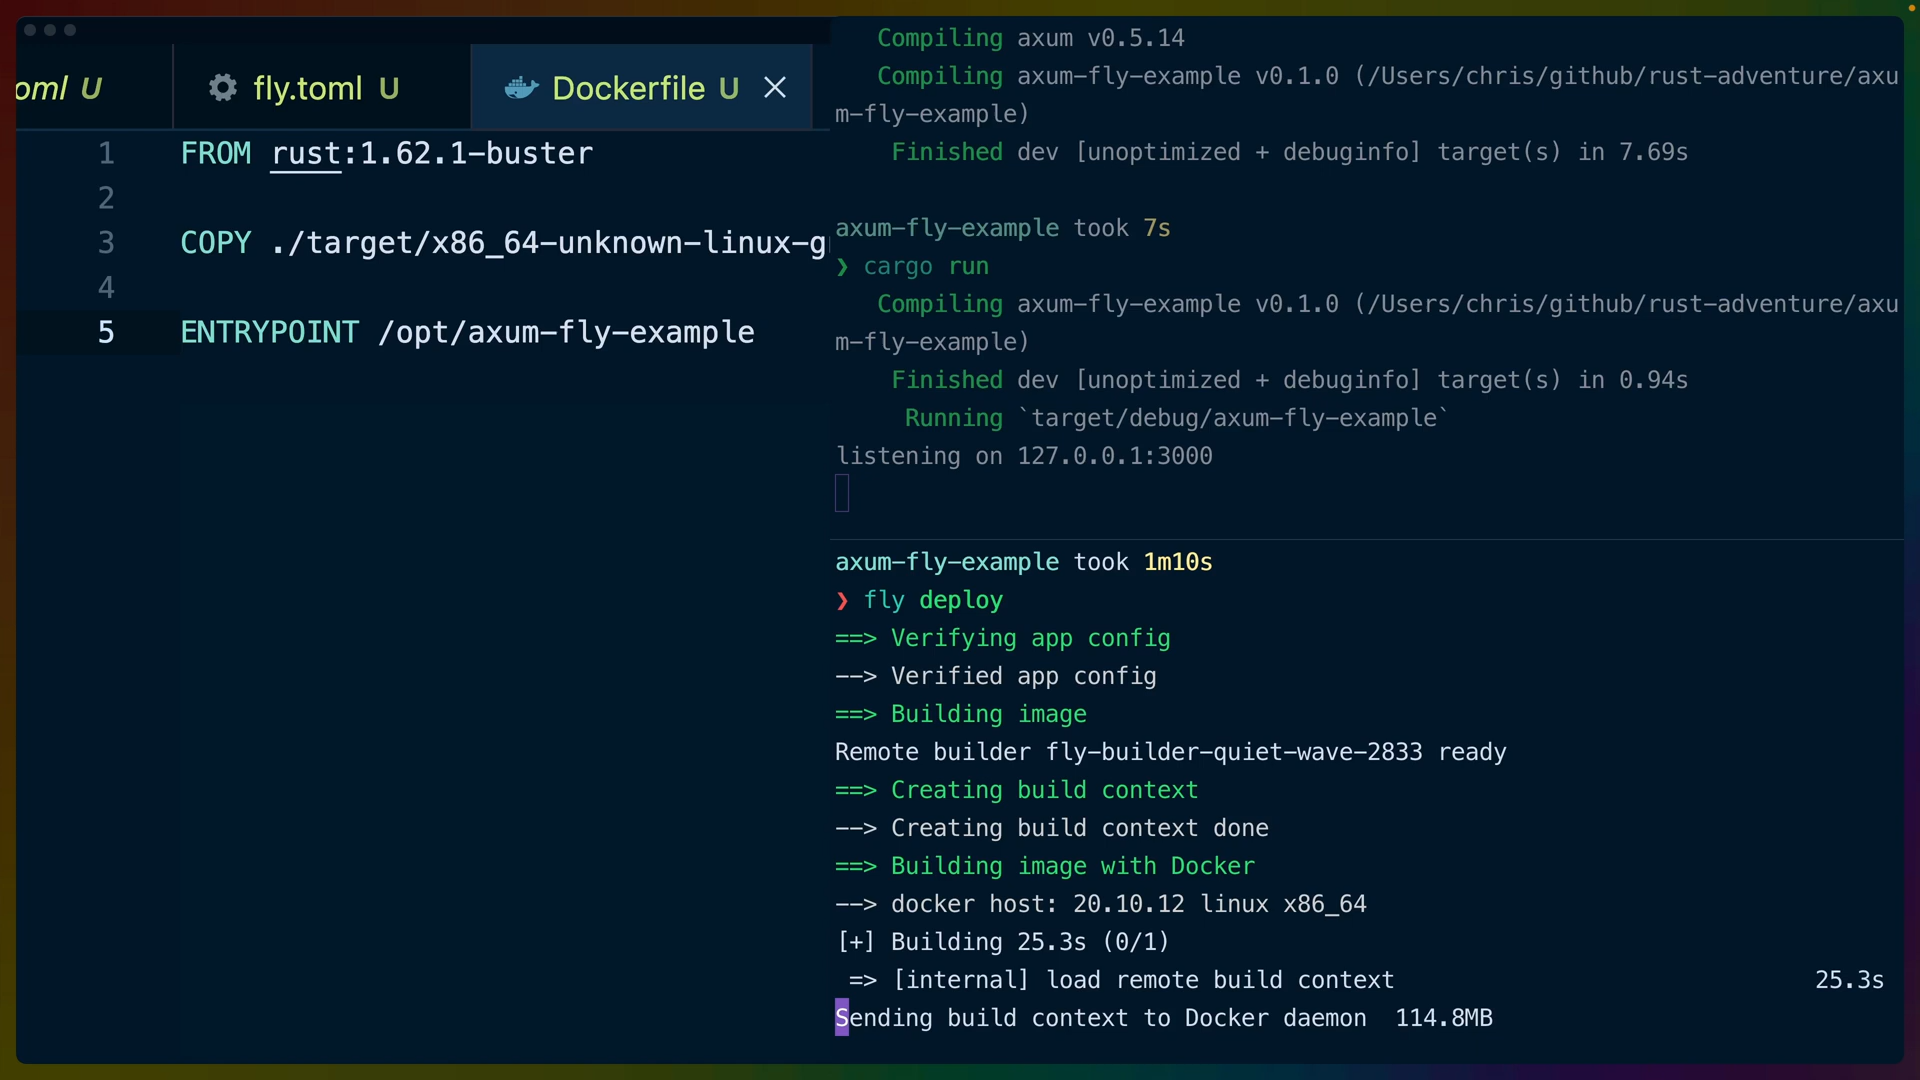 oml U
fly.toml U
Dockerfile U
1 FROM rust:1.62.1-buster
2
3 COPY ./target/x86_64-unknown-linux-g
4
5 ENTRYPOINT /opt/axum-fly-example
Compiling axum v0.5.14
Compiling axum-fly-example v0.1.0 (/Users/chris/github/rust-adventure/axu
m-fly-example)
Finished dev [unoptimized + debuginfo] target(s) in 7.69s
axum-fly-example took 7s
❯ cargo run
Compiling axum-fly-example v0.1.0 (/Users/chris/github/rust-adventure/axu
m-fly-example)
Finished dev [unoptimized + debuginfo] target(s) in 0.94s
Running `target/debug/axum-fly-example`
listening on 127.0.0.1:3000
axum-fly-example took 1m10s
❯ fly deploy
==> Verifying app config
--> Verified app config
==> Building image
Remote builder fly-builder-quiet-wave-2833 ready
==> Creating build context
--> Creating build context done
==> Building image with Docker
--> docker host: 20.10.12 linux x86_64
[+] Building 25.3s (0/1)
=> [internal] load remote build context 25.3s
Sending build context to Docker daemon 114.8MB